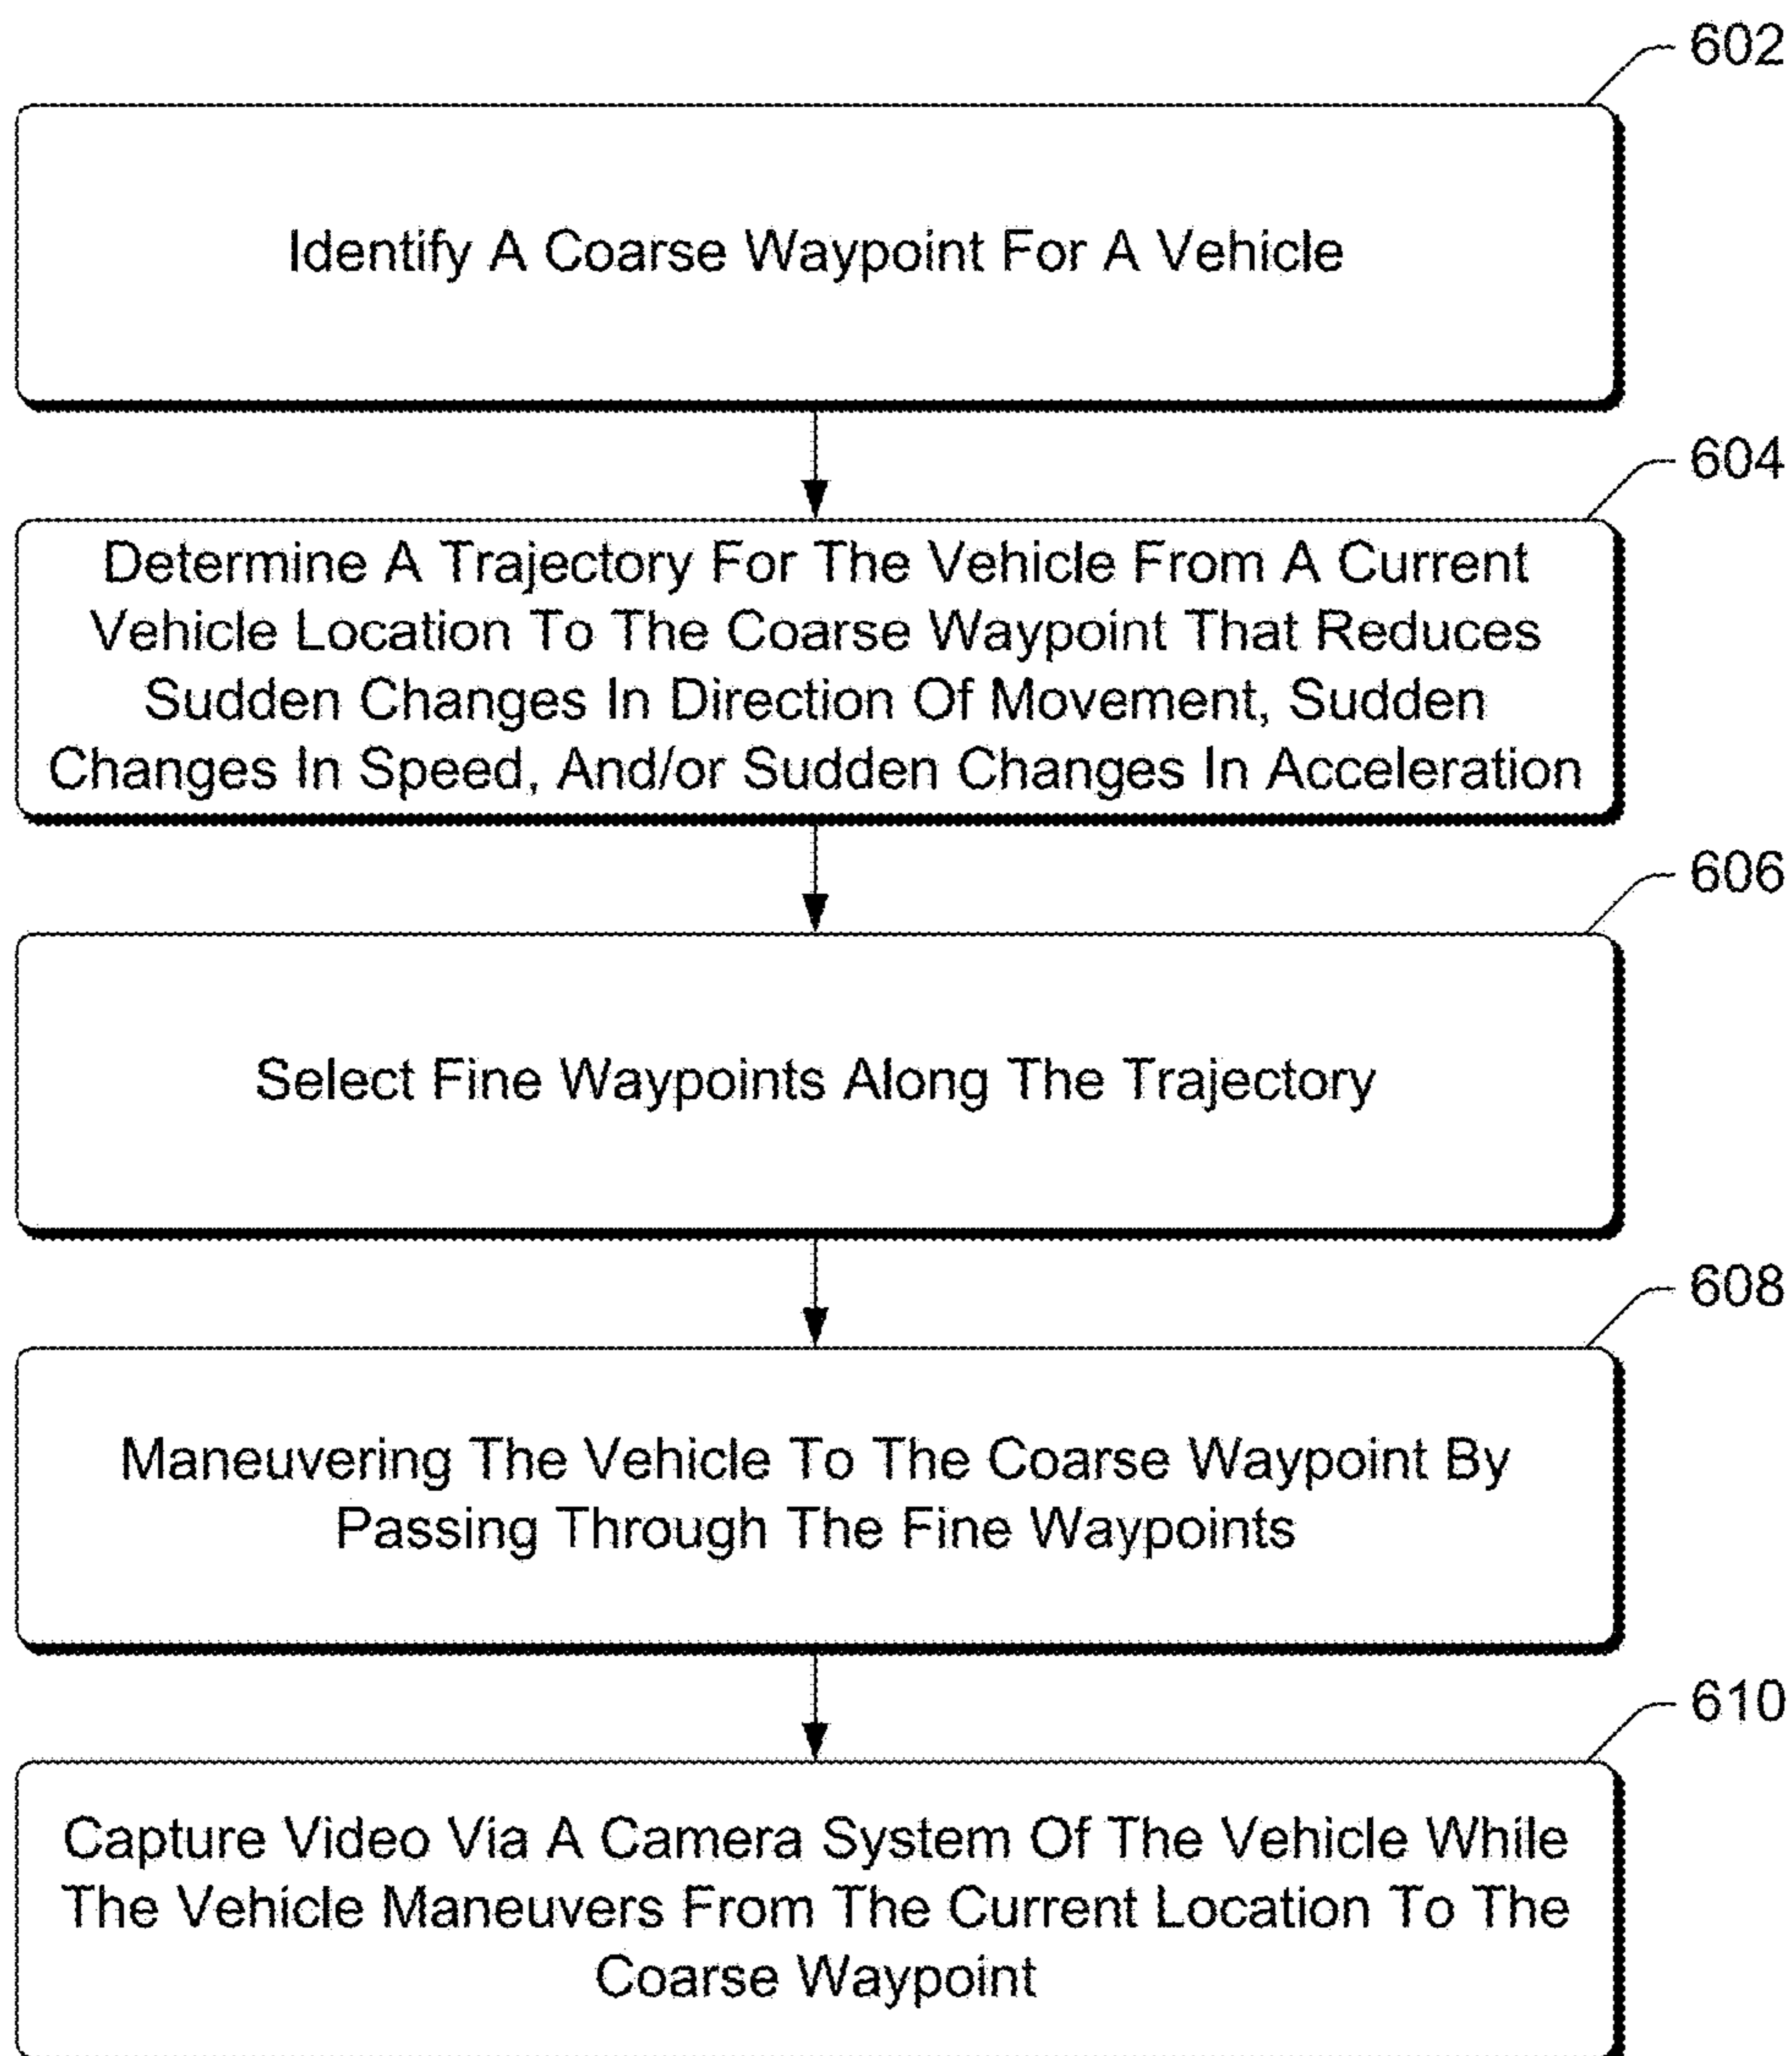 602
Identify A Coarse Waypoint For A Vehicle
604
Determine A Trajectory For The Vehicle From A Current
Vehicle Location To The Coarse Waypoint That Reduces
Sudden Changes In Direction Of Movement, Sudden
Changes In Speed, And/or Sudden Changes In Acceleration
606
Select Fine Waypoints Along The Trajectory
608
Maneuvering The Vehicle To The Coarse Waypoint By
Passing Through The Fine Waypoints
610
Capture Video Via A Camera System Of The Vehicle While
The Vehicle Maneuvers From The Current Location To The
Coarse Waypoint